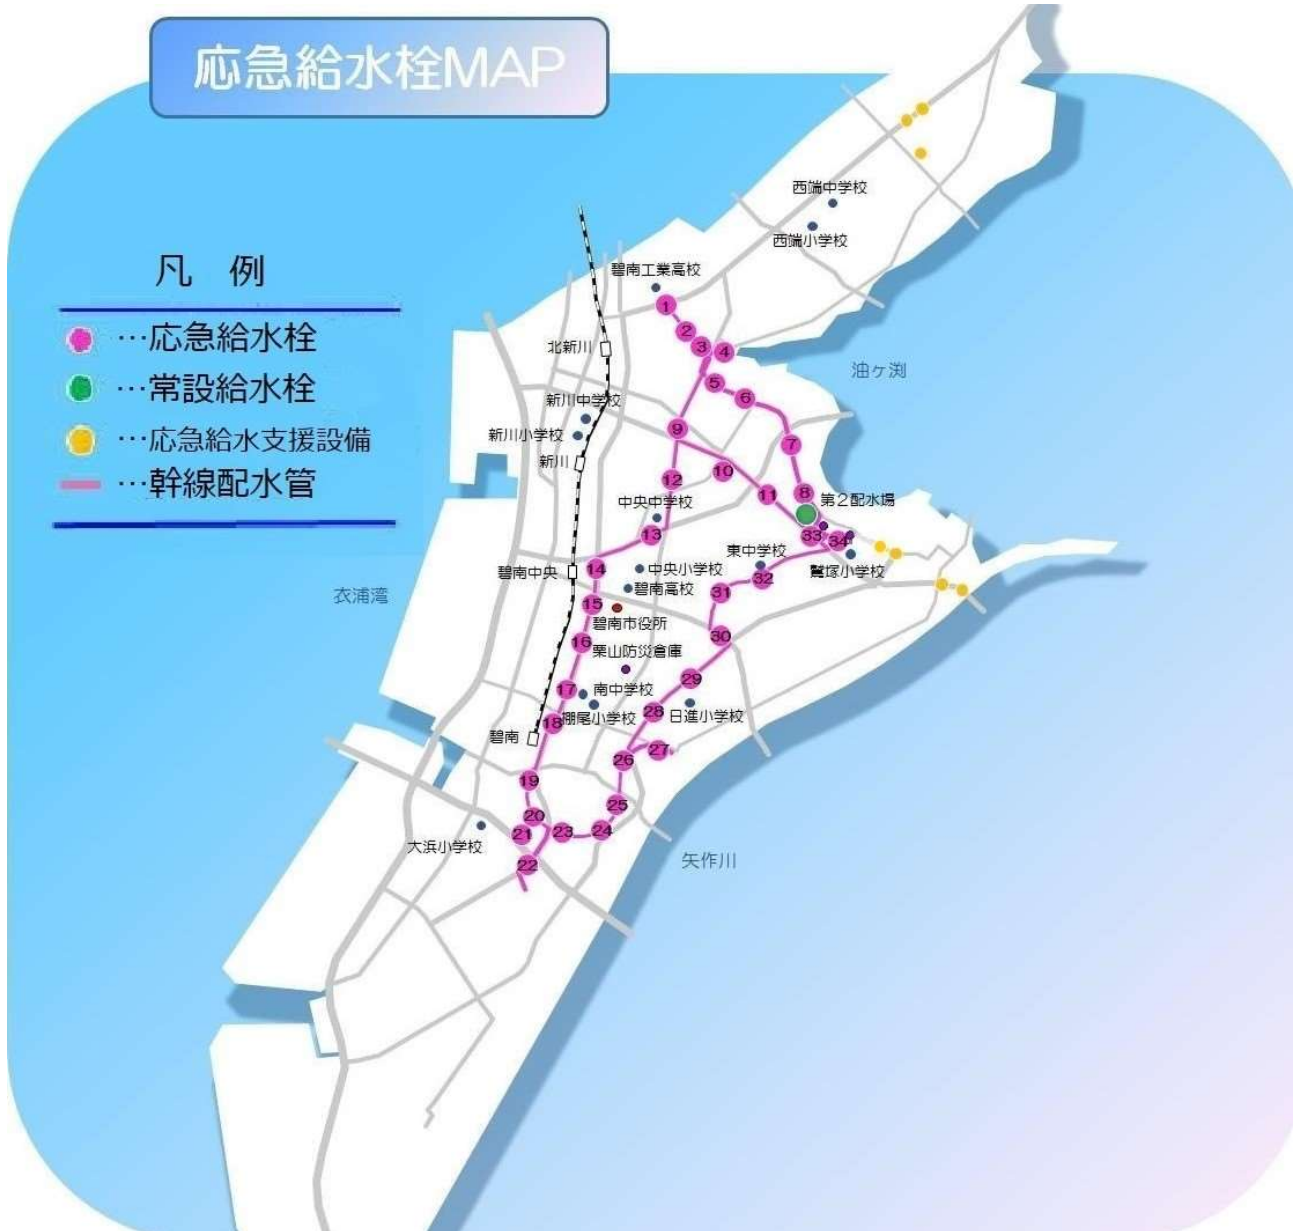 応急給水栓MAP
凡 例
…応急給水栓
…常設給水栓
…応急給水支援設備
…幹線配水管
西端中学校
西端小学校
碧南工業高校
1
2
3
4
北新川
油ヶ渕
5
6
新川中学校
9
新川小学校
7
新川
10
12
11
8
中央中学校
第2配水場
13
33
34
東中学校
碧南中央
14
中央小学校
鷲塚小学校
32
碧南高校
31
衣浦湾
15
碧南市役所
30
16
栗山防災倉庫
29
17
南中学校
28
日進小学校
18
棚尾小学校
碧南
27
26
19
25
20
21
23
24
大浜小学校
22
矢作川